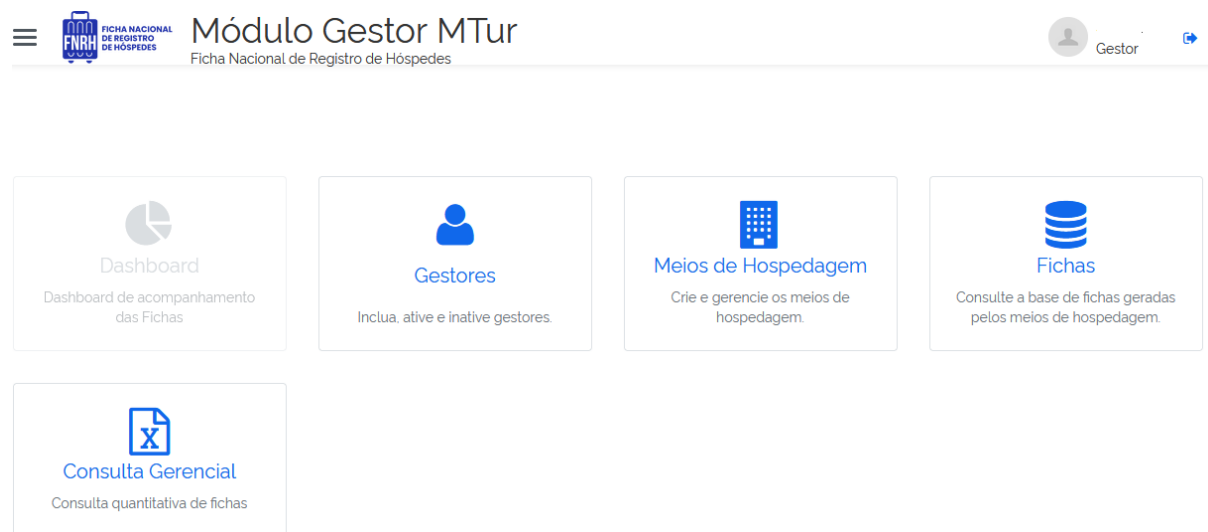 FNRH
FICHA NACIONAL
DE REGISTRO
DE HÓSPEDES
Módulo Gestor MTur
Ficha Nacional de Registro de Hóspedes
Gestor
Dashboard
Dashboard de acompanhamento
das Fichas
Gestores
Inclua, ative e inative gestores.
Meios de Hospedagem
Crie e gerencie os meios de
hospedagem.
Fichas
Consulte a base de fichas geradas
pelos meios de hospedagem.
X
Consulta Gerencial
Consulta quantitativa de fichas